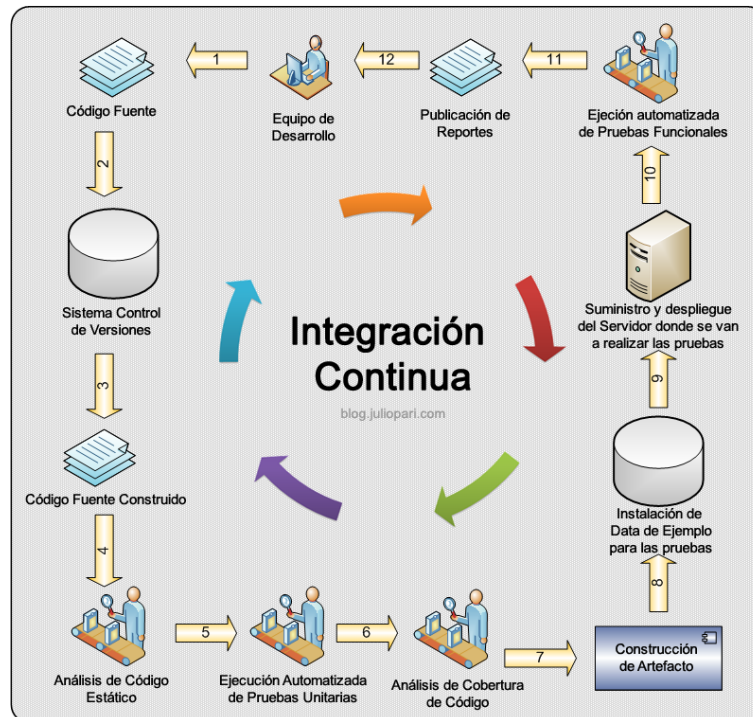 1
12
11
Código Fuente
Equipo de
Desarrollo
Publicación de
Reportes
Ejeción automatizada
de Pruebas Funcionales
2
10
Sistema Control
de Versiones
Suministro y despliegue
del Servidor donde se van
a realizar las pruebas
Integración
Continua
blog.juliopari.com
3
9
Código Fuente Construido
Instalación de
Data de Ejemplo
para las pruebas
4
8
5
6
7
Análisis de Código
Estático
Ejecución Automatizada
de Pruebas Unitarias
Análisis de Cobertura
de Código
Construcción
de Artefacto